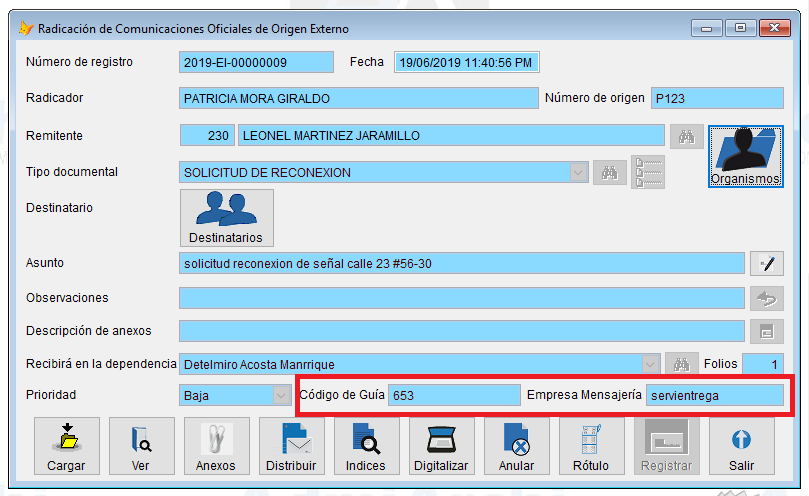 Radicación de Comunicaciones Oficiales de Origen Externo
Número de registro 2019-EI-00000009 Fecha 19/06/2019 11:40:56 PM
Radicador PATRICIA MORA GIRALDO Número de origen P123
Remitente 230 LEONEL MARTINEZ JARAMILLO
Tipo documental SOLICITUD DE RECONEXION Organismos
Destinatario
Destinatarios
Asunto solicitud reconexion de señal calle 23 #56-30
Observaciones
Descripción de anexos
Recibirá en la dependencia Detelmiro Acosta Manrrique Folios 1
Prioridad Baja Código de Guía 653 Empresa Mensajería servientrega
Cargar Ver Anexos Distribuir Indices Digitalizar Anular Rótulo Registrar Salir